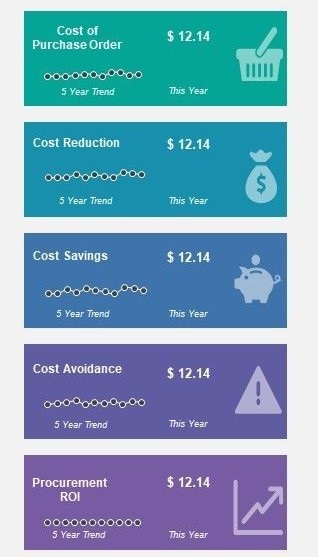 Cost of
Purchase Order
$ 12.14
5 Year Trend
This Year
Cost Reduction
$ 12.14
$
5 Year Trend
This Year
Cost Savings
$ 12.14
5 Year Trend
This Year
Cost Avoidance
$ 12.14
!
5 Year Trend
This Year
Procurement
ROI
$ 12.14
5 Year Trend
This Year